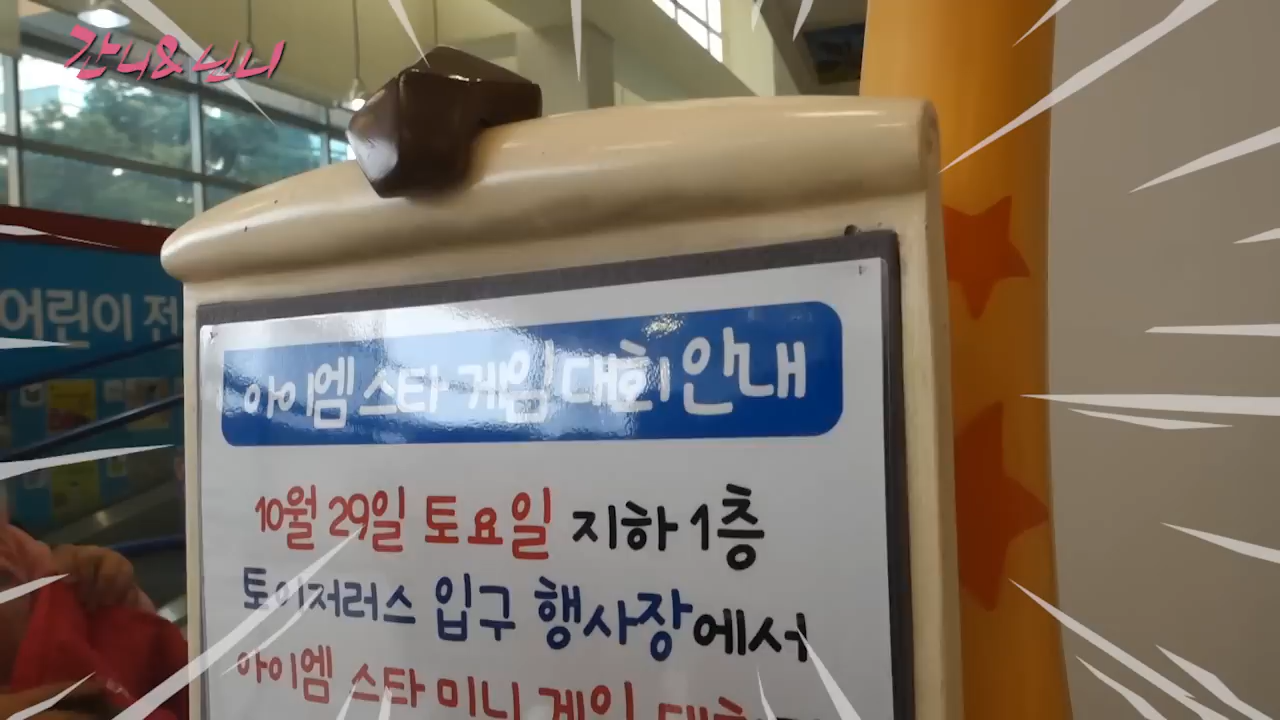 간니&닌니
어린이 전
아이엠 스타 게임 대회 안내
10월 29일 토요일 지하 1층
토이저러스 입구 행사장에서
아이엠 스타 미니 게임 대회